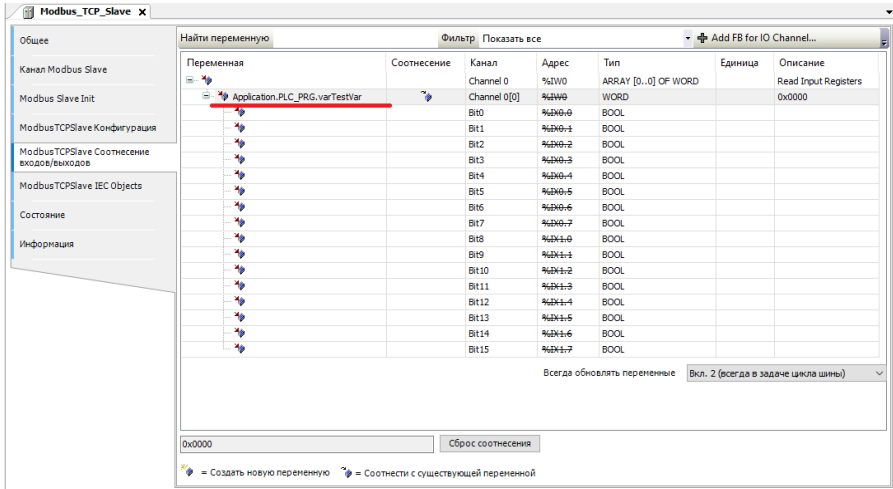 Modbus_TCP_Slave x
Общее
Канал Modbus Slave
Modbus Slave Init
ModbusTCPSlave Конфигурация
ModbusTCPSlave Соотнесение
входов/выходов
ModbusTCPSlave IEC Objects
Состояние
Информация
Найти переменную Фильтр Показать все Add FB for IO Channel...
Переменная Соотнесение Канал Адрес Тип Единица Описание
Channel 0 %IW0 ARRAY [0..0] OF WORD Read Input Registers
Application.PLC_PRG.varTestVar Channel 0[0] %IW0 WORD 0x0000
Bit0 %IX0.0 BOOL
Bit1 %IX0.1 BOOL
Bit2 %IX0.2 BOOL
Bit3 %IX0.3 BOOL
Bit4 %IX0.4 BOOL
Bit5 %IX0.5 BOOL
Bit6 %IX0.6 BOOL
Bit7 %IX0.7 BOOL
Bit8 %IX1.0 BOOL
Bit9 %IX1.1 BOOL
Bit10 %IX1.2 BOOL
Bit11 %IX1.3 BOOL
Bit12 %IX1.4 BOOL
Bit13 %IX1.5 BOOL
Bit14 %IX1.6 BOOL
Bit15 %IX1.7 BOOL
Всегда обновлять переменные Вкл. 2 (всегда в задаче цикла шины)
0x0000 Сброс соотнесения
= Создать новую переменную = Соотнести с существующей переменной